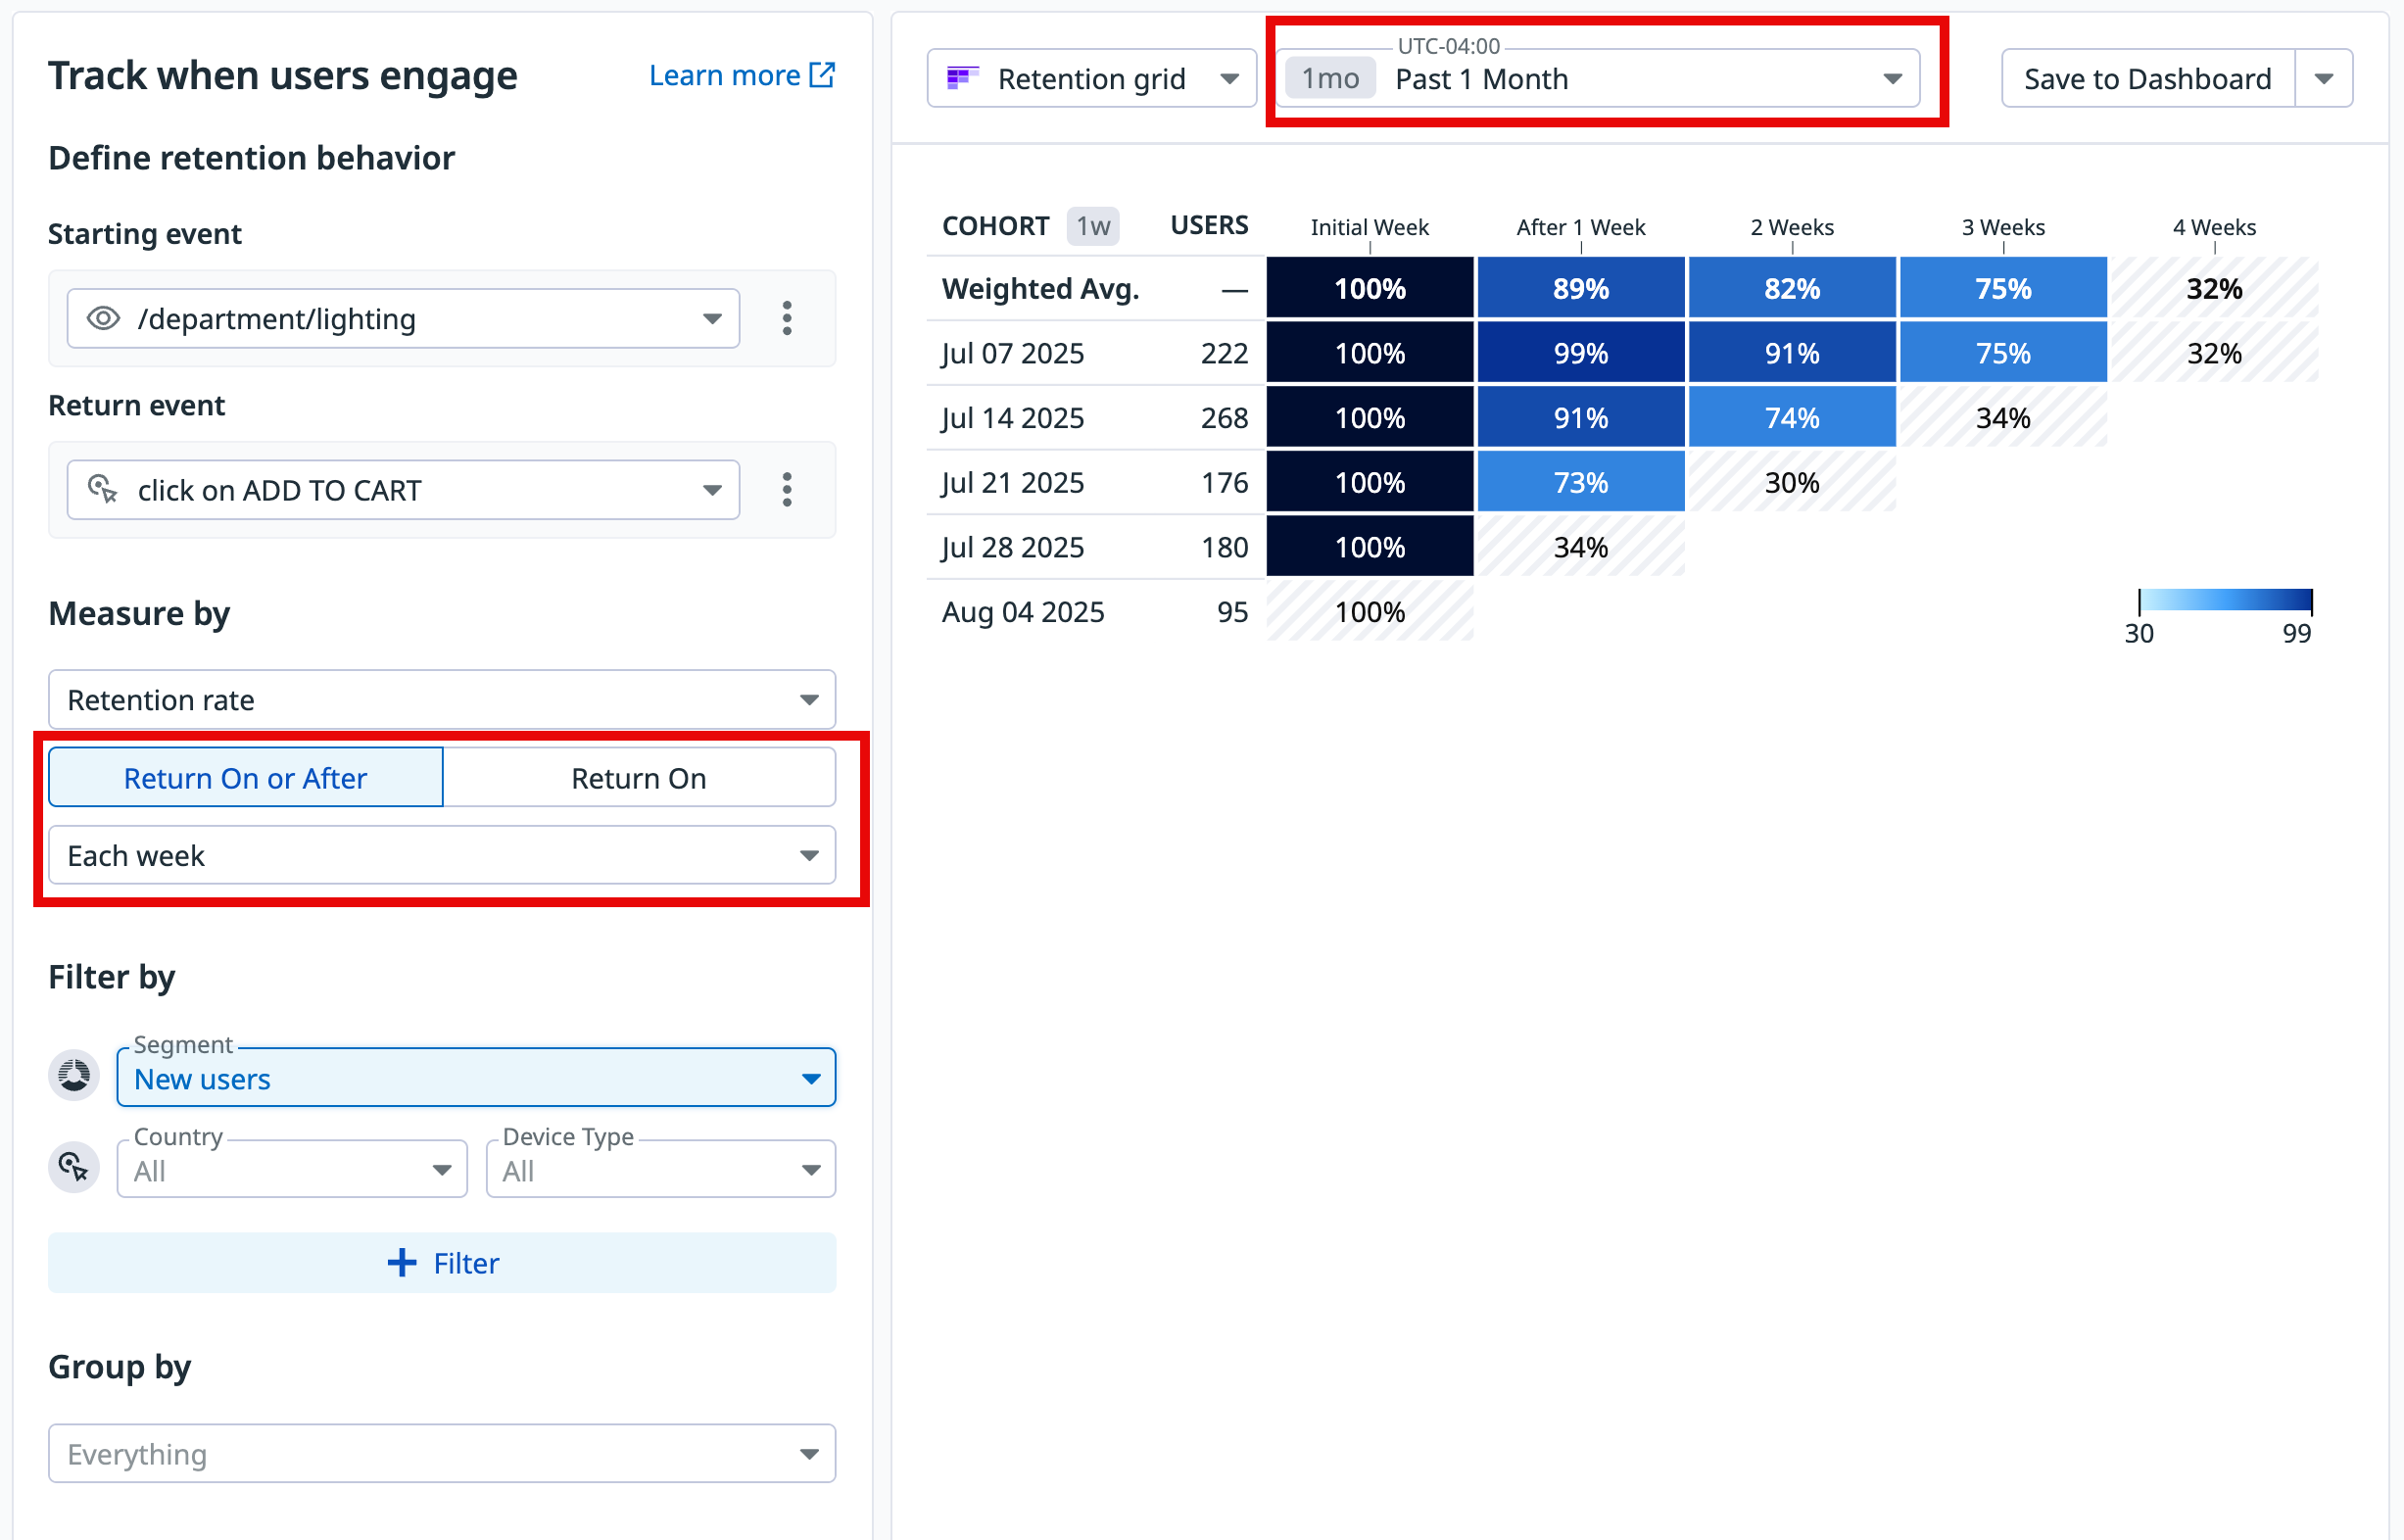 Track when users engage
Learn more
Define retention behavior
Starting event
/department/lighting
Return event
click on ADD TO CART
Measure by
Retention rate
Return On or After
Return On
Each week
Filter by
Segment
New users
Country
All
Device Type
All
+ Filter
Group by
Everything
Retention grid
UTC-04:00
1mo Past 1 Month
Save to Dashboard
COHORT 1w USERS Initial Week After 1 Week 2 Weeks 3 Weeks 4 Weeks
Weighted Avg. — 100% 89% 82% 75% 32%
Jul 07 2025 222 100% 99% 91% 75% 32%
Jul 14 2025 268 100% 91% 74% 34%
Jul 21 2025 176 100% 73% 30%
Jul 28 2025 180 100% 34%
Aug 04 2025 95 100%
30 99